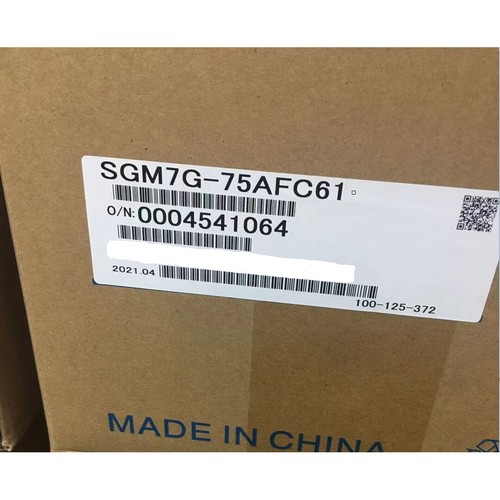 SGM7G-75AFC61
O/N: 0004541064
2021.04
100-125-372
MADE IN CHINA